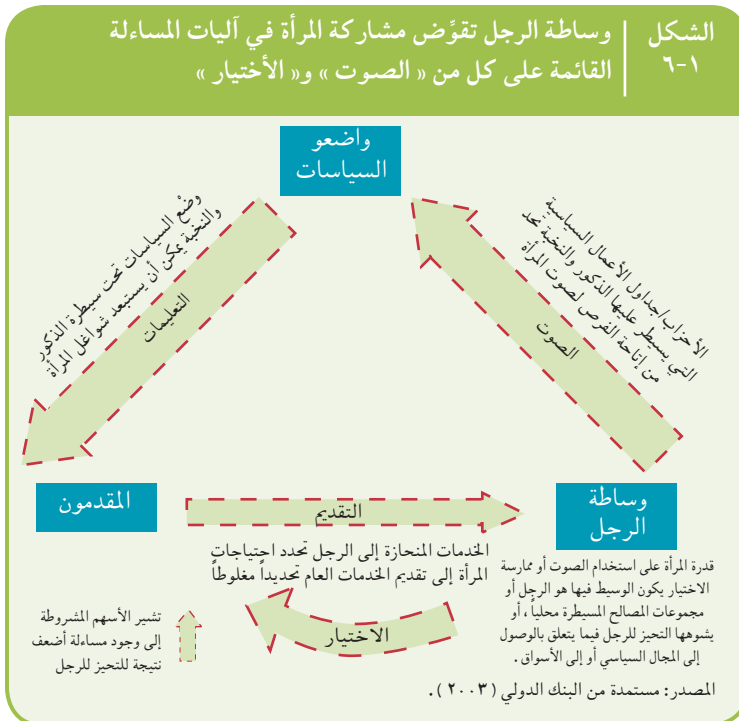 الشكل
٦-١
وساطة الرجل تقوِّض مشاركة المرأة في آليات المساءلة
القائمة على كل من « الصوت » و« الأختيار »
واضعو
السياسات
وضْع السياسات تحت سيطرة الذكور
والنخبة يمكن أن يستبعد شواغل المرأة
التعليمات
الأحزاب/جداول الأعمال السياسية
التي يسيطر عليها الذكور والنخبة تحد
من إتاحة الفرص لصوت المرأة
الصوت
المقدمون
التقديم
وساطة
الرجل
الخدمات المنحازة إلى الرجل تحدد احتياجات
المرأة إلى تقديم الخدمات العام تحديداً مغلوطاً
الاختيار
قدرة المرأة على استخدام الصوت أو ممارسة
الاختيار يكون الوسيط فيها هو الرجل أو
مجموعات المصالح المسيطرة محلياً، أو
يشوهها التحيز للرجل فيما يتعلق بالوصول
إلى المجال السياسي أو إلى الأسواق.
تشير الأسهم المشروطة
إلى وجود مساءلة أضعف
نتيجة للتحيز للرجل
المصدر: مستمدة من البنك الدولي (٢٠٠٣).